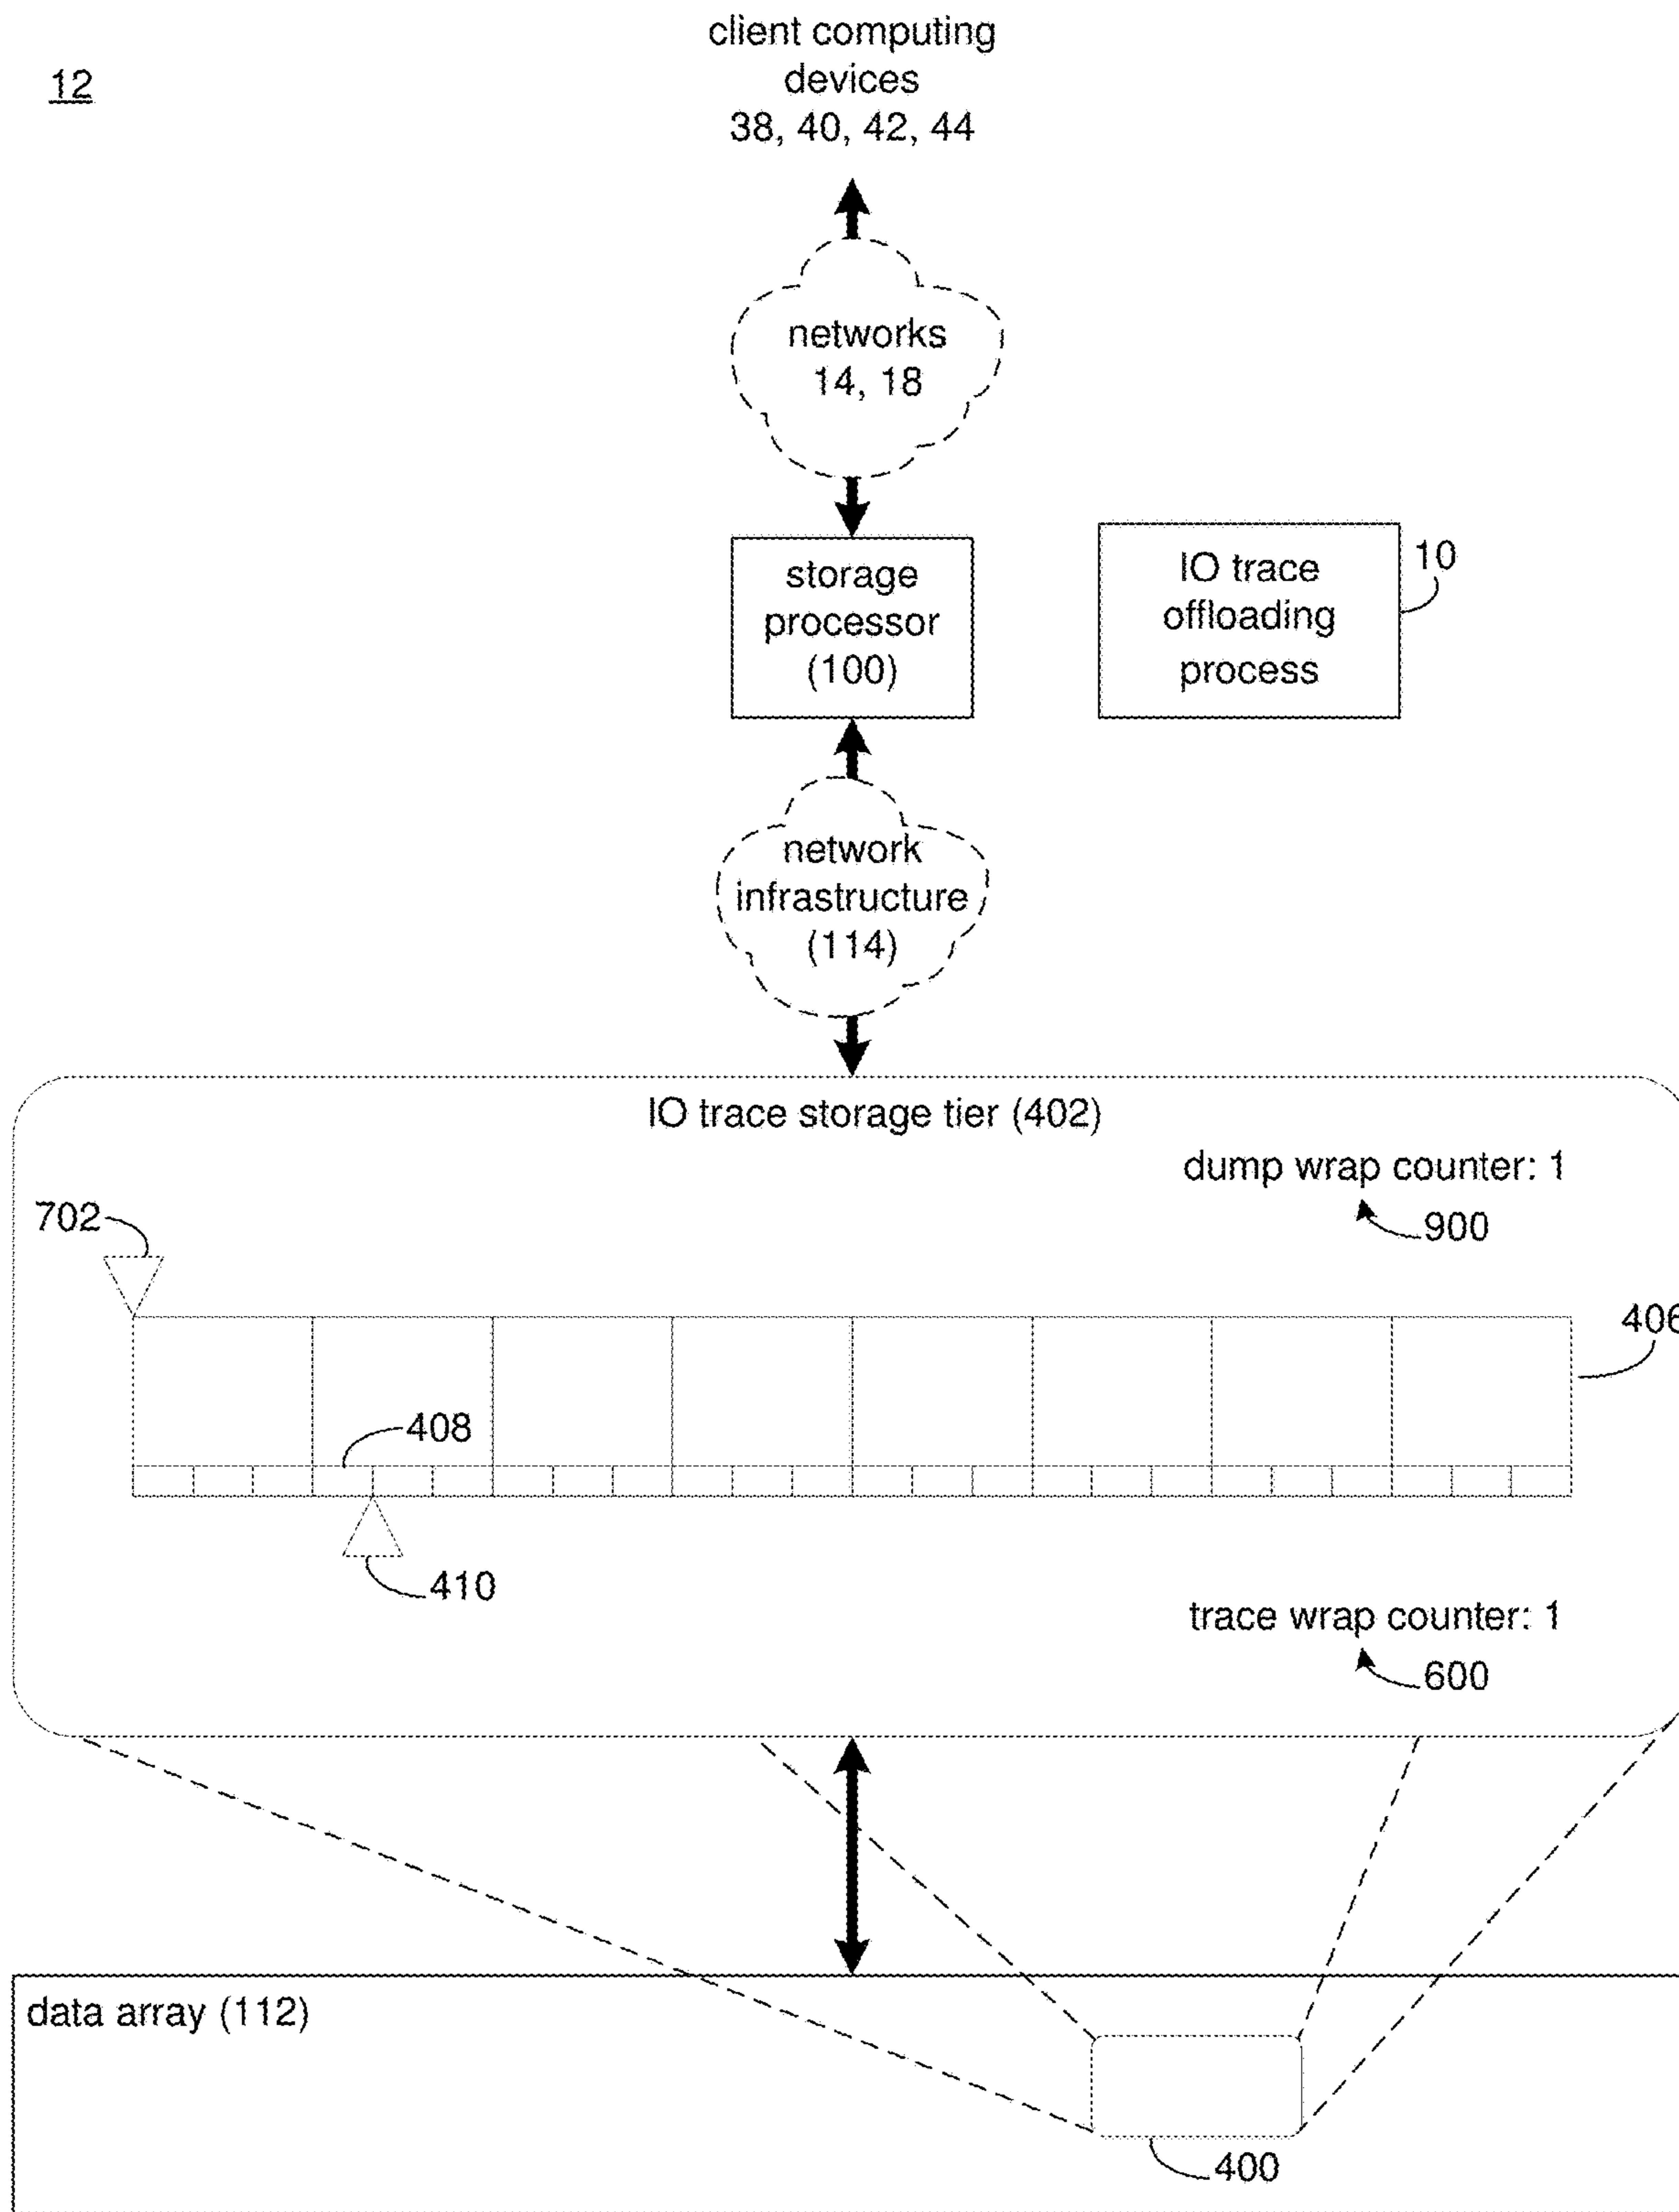 12
client computing
devices
38, 40, 42, 44
networks
14, 18
storage
processor
(100)
IO trace
offloading
process
10
network
infrastructure
(114)
IO trace storage tier (402)
dump wrap counter: 1
900
702
406
408
410
trace wrap counter: 1
600
data array (112)
400